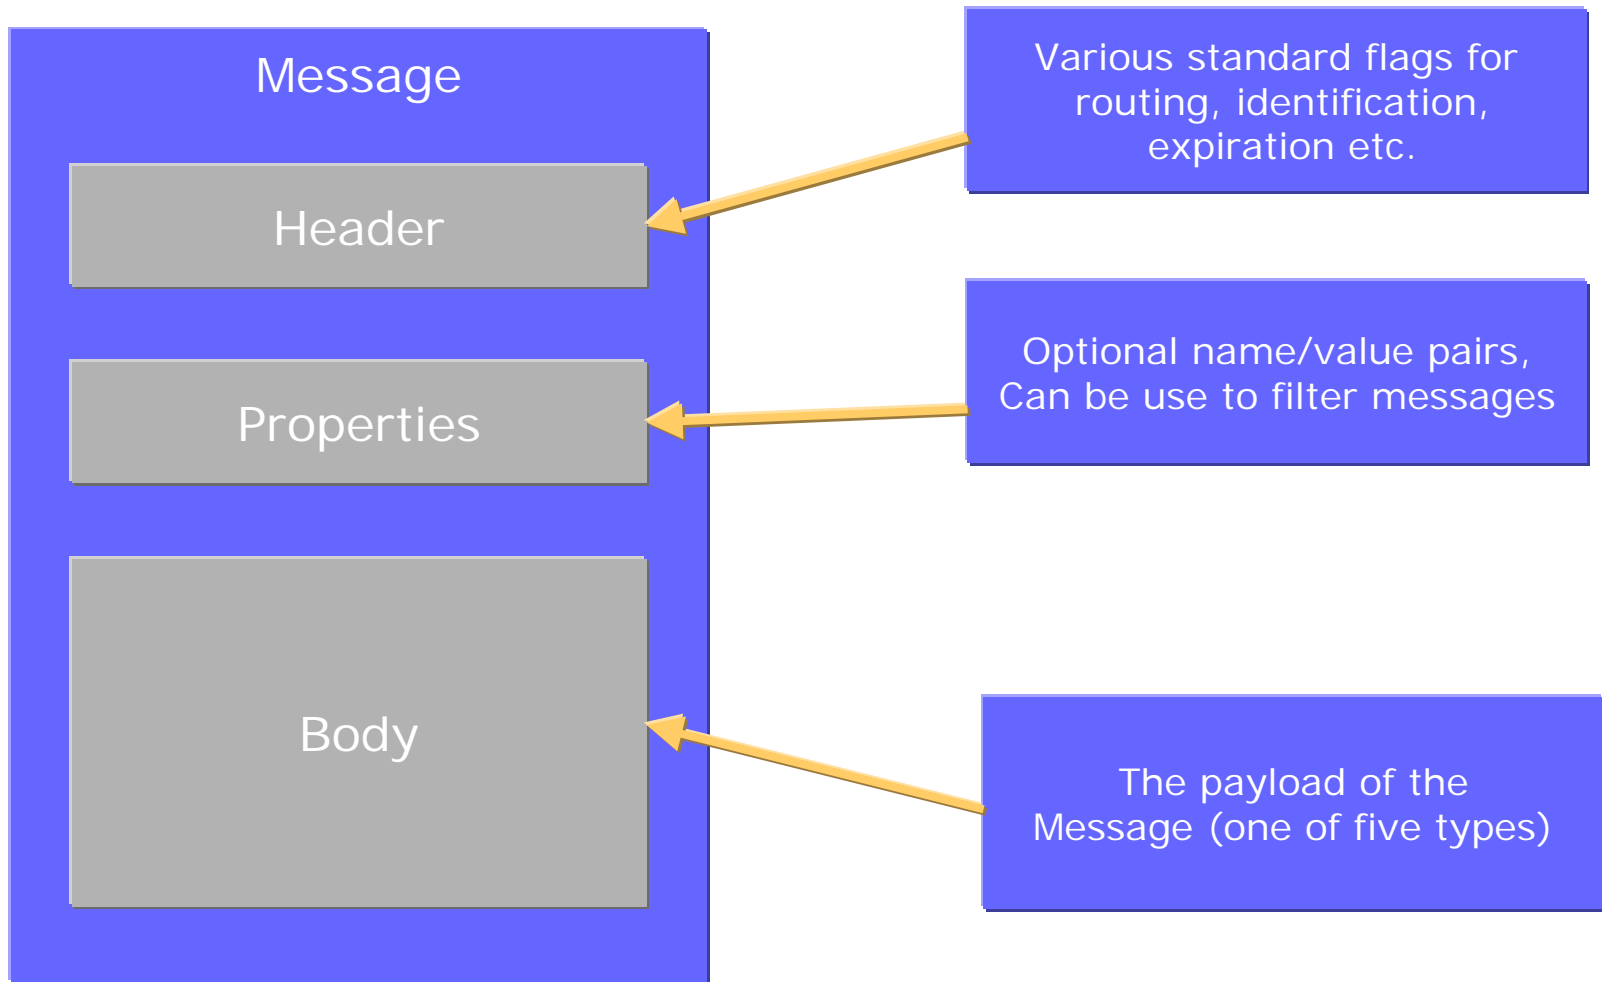 Message
Header
Properties
Body
Various standard flags for
routing, identification,
expiration etc.
Optional name/value pairs,
Can be use to filter messages
The payload of the
Message (one of five types)